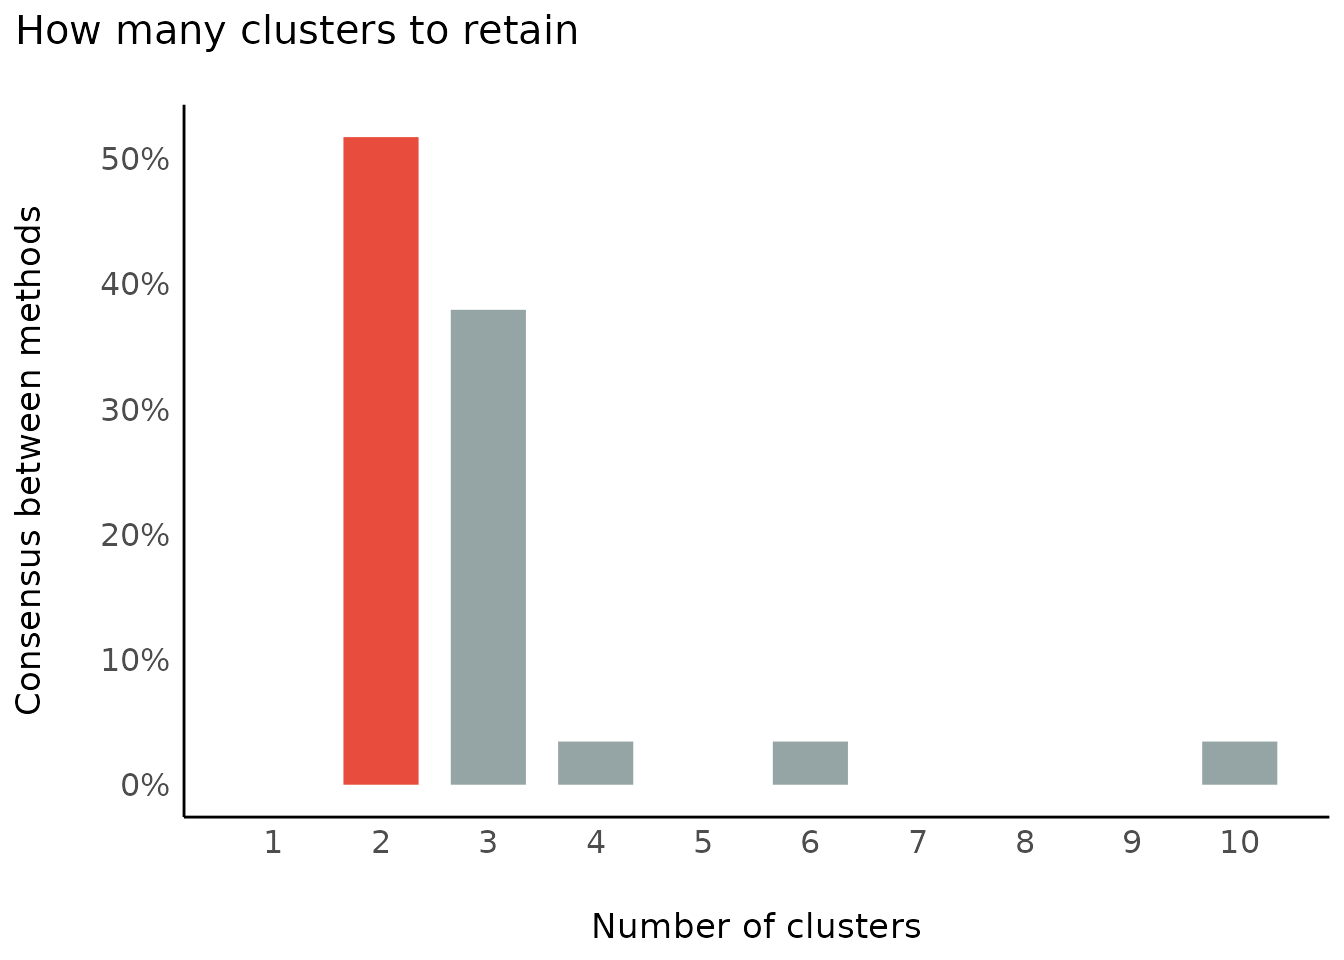 How many clusters to retain
Consensus between methods
50%
40%
30%
20%
10%
0%
1 2 3 4 5 6 7 8 9 10
Number of clusters